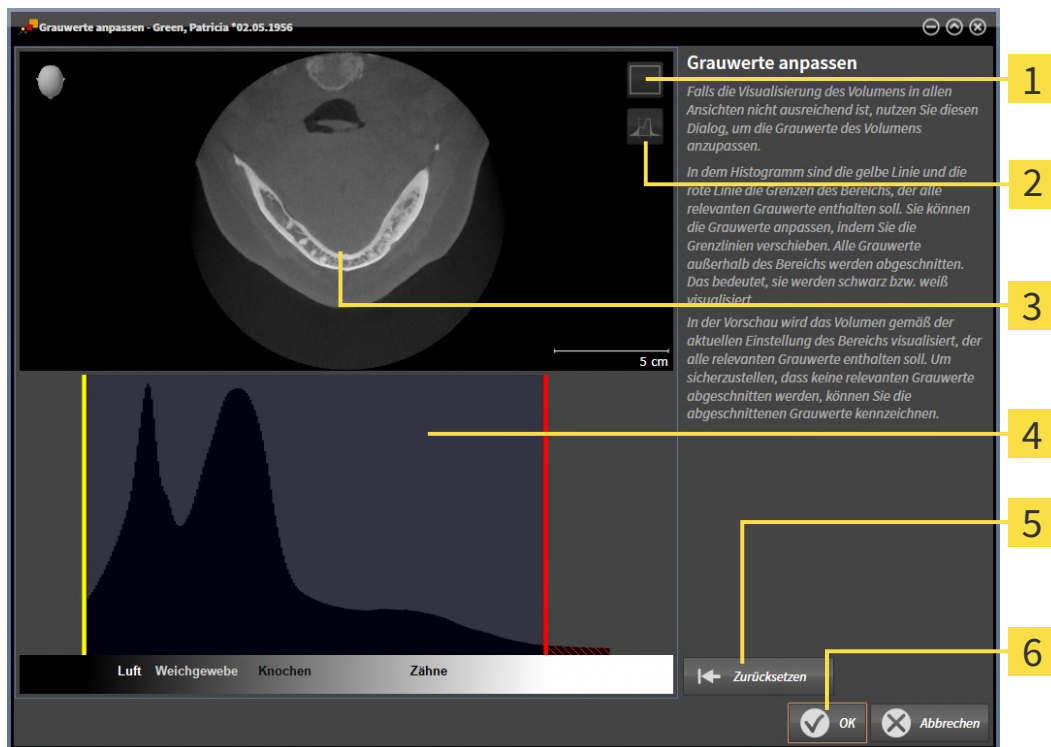 Grauwerte anpassen - Green, Patricia *02.05.1956
5 cm
Luft Weichgewebe Knochen Zähne
Grauwerte anpassen
Falls die Visualisierung des Volumens in allen
Ansichten nicht ausreichend ist, nutzen Sie diesen
Dialog, um die Grauwerte des Volumens
anzupassen.
In dem Histogramm sind die gelbe Linie und die
rote Linie die Grenzen des Bereichs, der alle
relevanten Grauwerte enthalten soll. Sie können
die Grauwerte anpassen, indem Sie die
Grenzlinien verschieben. Alle Grauwerte
außerhalb des Bereichs werden abgeschnitten.
Das bedeutet, sie werden schwarz bzw. weiß
visualisiert.
In der Vorschau wird das Volumen gemäß der
aktuellen Einstellung des Bereichs visualisiert, der
alle relevanten Grauwerte enthalten soll. Um
sicherzustellen, dass keine relevanten Grauwerte
abgeschnitten werden, können Sie die
abgeschnittenen Grauwerte kennzeichnen.
Zurücksetzen
OK Abbrechen
1
2
3
4
5
6